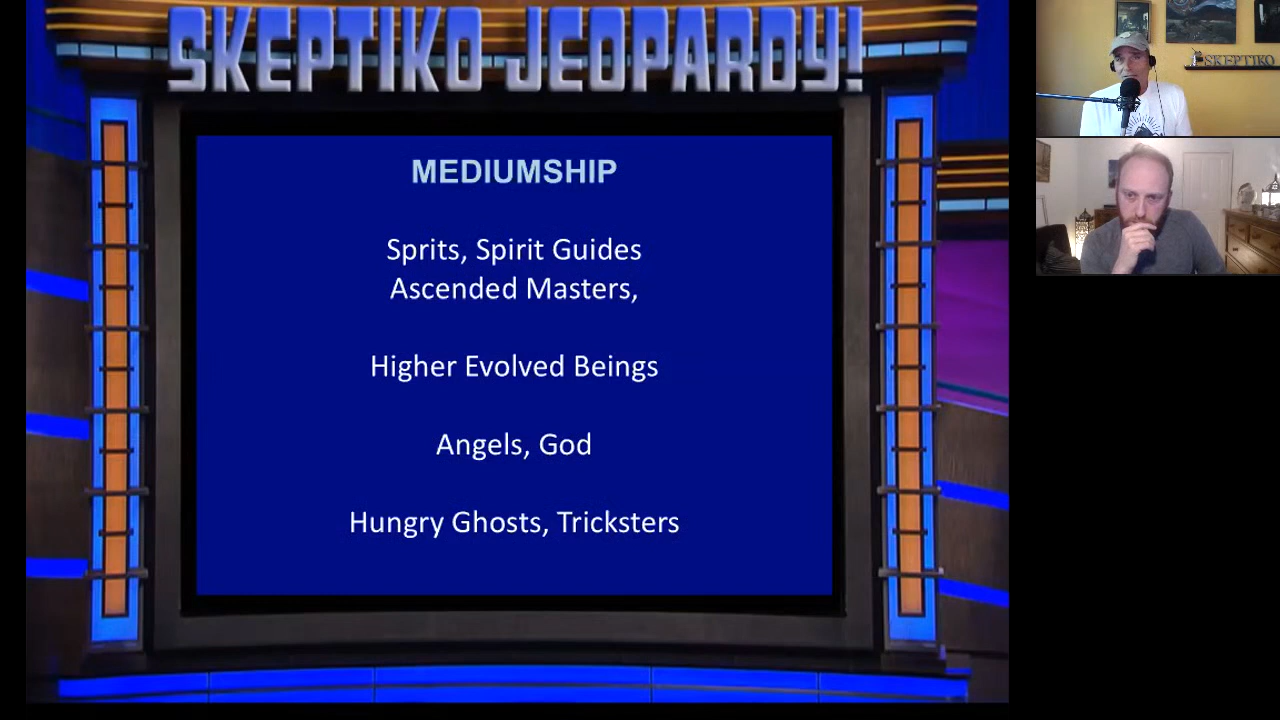 SKEPTIKO JEOPARDY!
MEDIUMSHIP
Sprits, Spirit Guides
Ascended Masters,
Higher Evolved Beings
Angels, God
Hungry Ghosts, Tricksters
SKEPTIKO